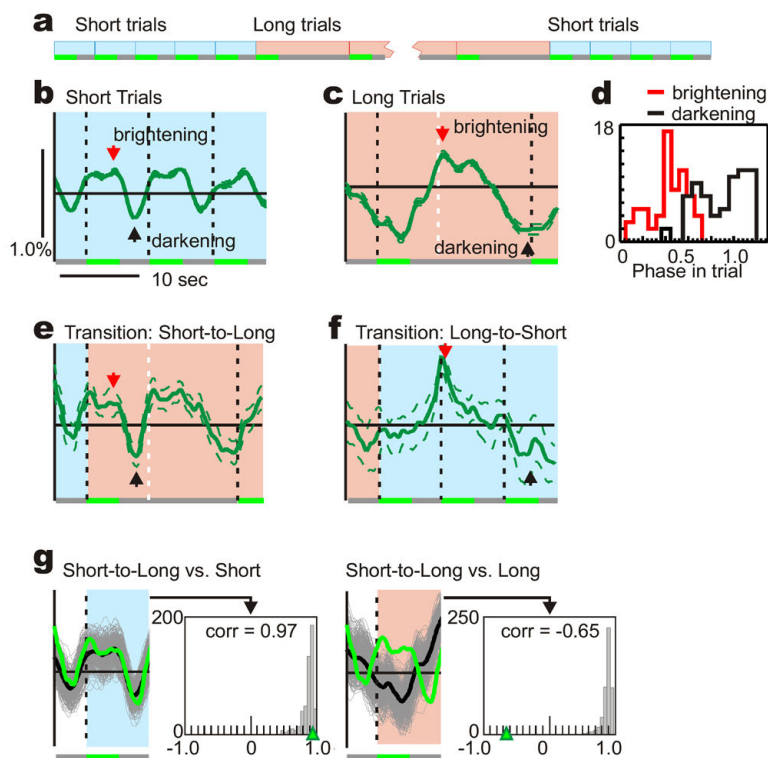 a
Short trials Long trials Short trials
b Short Trials
brightening
darkening
1.0%
10 sec
c Long Trials
brightening
darkening
d
brightening
darkening
18
0
0 0.5 1.0
Phase in trial
e Transition: Short-to-Long
f Transition: Long-to-Short
g
Short-to-Long vs. Short
200
corr = 0.97
0
-1.0 0 1.0
Short-to-Long vs. Long
250
corr = -0.65
0
-1.0 0 1.0